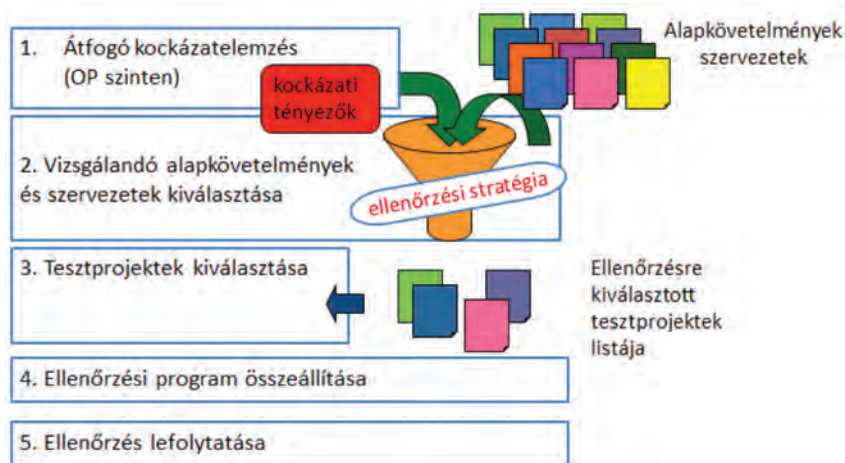 1. Átfogó kockázatelemzés
(OP szinten)
kockázati
tényezők
Alapkövetelmények
szervezetek
2. Vizsgálandó alapkövetelmények
és szervezetek kiválasztása
ellenőrzési stratégia
3. Tesztprojektek kiválasztása
Ellenőrzésre
kiválasztott
tesztprojektek
listája
4. Ellenőrzési program összeállítása
5. Ellenőrzés lefolytatása